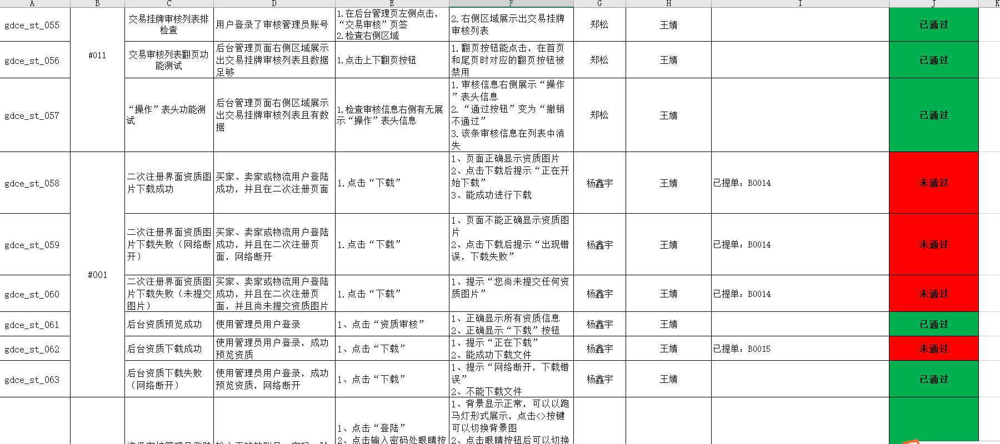 A B C D E F G H I J K
gdce_st_055
#011
交易挂牌审核列表排
检查
用户登录了审核管理员账号
1.在后台管理页左侧点击，
“交易审核”页签
2.检查右侧区域
2.右侧区域展示出交易挂牌
审核列表
郑松
王婧
已通过
gdce_st_056
交易审核列表翻页功
能测试
后台管理页面右侧区域展示
出交易挂牌审核列表且数据
足够
1.点击上下翻页按钮
1.翻页按钮能点击，在首页
和尾页时对应的翻页按钮被
禁用
郑松
王婧
已通过
gdce_st_057
“操作”表头功能测
试
后台管理页面右侧区域展示
出交易挂牌审核列表且有数
据
1.检查审核信息右侧有无展
示“操作”表头信息
1.审核信息右侧展示“操作
”表头信息
2.“通过按钮”变为“撤销
不通过”
3.该条审核信息在列表中消
失
郑松
王婧
已通过
gdce_st_058
#001
二次注册界面资质图
片下载成功
买家、卖家或物流用户登陆
成功，并且在二次注册页面
1.点击“下载”
1、页面正确显示资质图片
2、点击下载后提示“正在开
始下载”
3、能成功进行下载
杨鑫宇
王婧
已提单：B0014
未通过
gdce_st_059
二次注册界面资质图
片下载失败（网络断
开）
买家、卖家或物流用户登陆
成功，并且在二次注册页
面，网络断开
1.点击“下载”
1、页面不能正确显示资质图
片
2、点击下载后提示“出现错
误，下载失败”
杨鑫宇
王婧
已提单：B0014
未通过
gdce_st_060
二次注册界面资质图
片下载失败（未提交
图片）
买家、卖家或物流用户登陆
成功，并且在二次注册页
面，并且尚未提交资质图片
1.点击“下载”
1、提示“您尚未提交任何资
质图片”
杨鑫宇
王婧
已提单：B0014
未通过
gdce_st_061
后台资质预览成功
使用管理员用户登录
1、点击“资质审核”
1、正确显示所有资质信息
2、正确显示“下载”按钮
杨鑫宇
王婧
已通过
gdce_st_062
后台资质下载成功
使用管理员用户登录，成功
预览资质
1、点击“下载”
1、提示“正在下载”
2、能成功下载文件
杨鑫宇
王婧
已提单：B0015
未通过
gdce_st_063
后台资质下载失败
（网络断开）
使用管理员用户登录，成功
预览资质，网络断开
1、点击“下载”
1、提示“网络断开，下载错
误”
2、不能下载文件
杨鑫宇
王婧
已通过
1、点击“登陆”
2、点击输入密码处眼睛按
1、背景显示正常，可以以跑
马灯形式展示，点击<>按键
可以切换背景图
2、点击眼睛按钮后可以切换